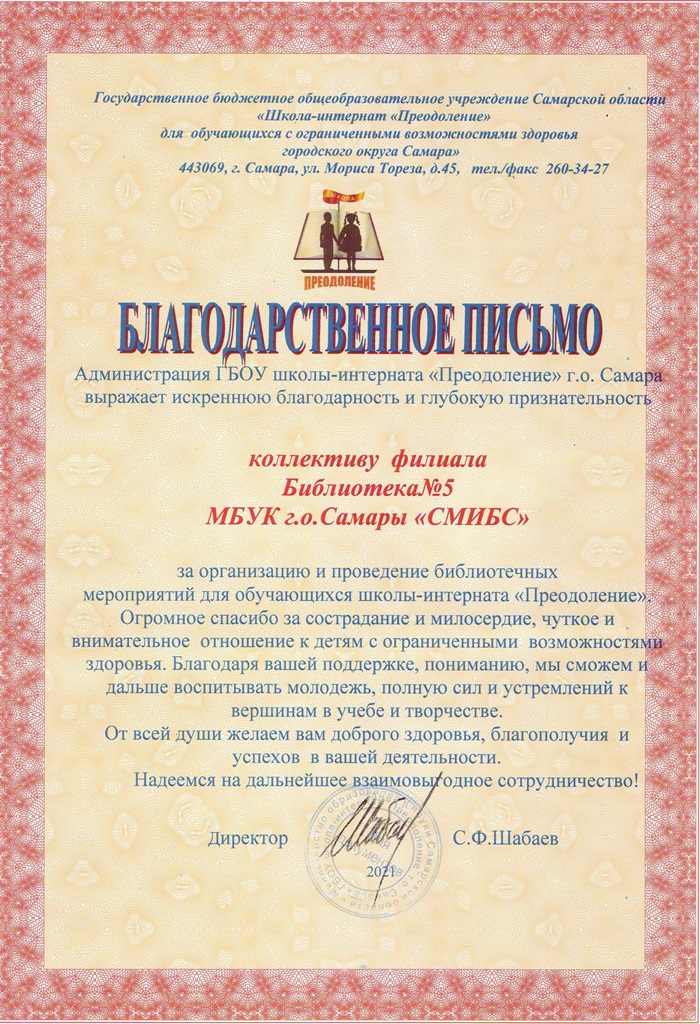 Государственное бюджетное общеобразовательное учреждение Самарской области
«Школа-интернат «Преодоление»
для обучающихся с ограниченными возможностями здоровья
городского округа Самара»
443069, г. Самара, ул. Мориса Тореза, д.45, тел./факс 260-34-27
ШКОЛА
ПРЕОДОЛЕНИЕ
БЛАГОДАРСТВЕННОЕ ПИСЬМО
Администрация ГБОУ школы-интерната «Преодоление» г.о. Самара
выражает искреннюю благодарность и глубокую признательность
коллективу филиала
Библиотека№5
МБУК г.о.Самары «СМИБС»
за организацию и проведение библиотечных
мероприятий для обучающихся школы-интерната «Преодоление».
Огромное спасибо за сострадание и милосердие, чуткое и
внимательное отношение к детям с ограниченными возможностями
здоровья. Благодаря вашей поддержке, пониманию, мы сможем и
дальше воспитывать молодежь, полную сил и устремлений к
вершинам в учебе и творчестве.
От всей души желаем вам доброго здоровья, благополучия и
успехов в вашей деятельности.
Надеемся на дальнейшее взаимовыгодное сотрудничество!
Директор С.Ф.Шабаев
2021